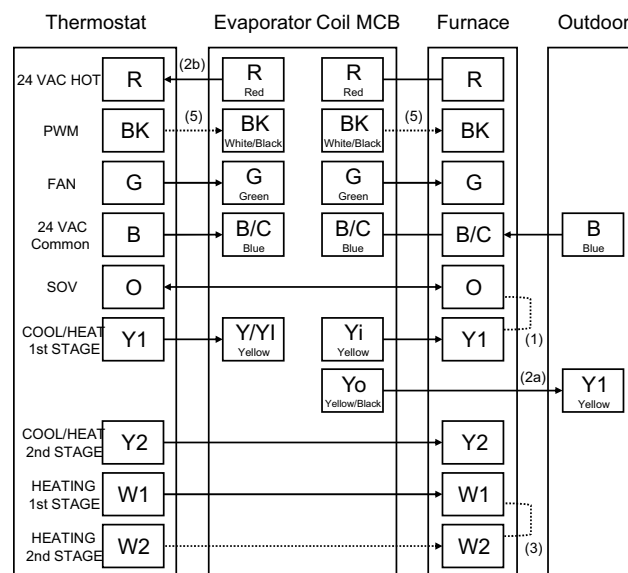 Thermostat Evaporator Coil MCB Furnace Outdoor
24 VAC HOT R (2b) R R R
Red Red
PWM BK (5) BK BK (5) BK
White/Black White/Black
FAN G G G G
Green Green
24 VAC
Common B B/C B/C B/C B
Blue Blue Blue
SOV O O
(1)
COOL/HEAT
1st STAGE Y1 Y/YI Yi Y1
Yellow Yellow
Yo (2a) Y1
Yellow/Black Yellow
COOL/HEAT
2nd STAGE Y2 Y2
HEATING
1st STAGE W1 W1
(3)
HEATING
2nd STAGE W2 W2